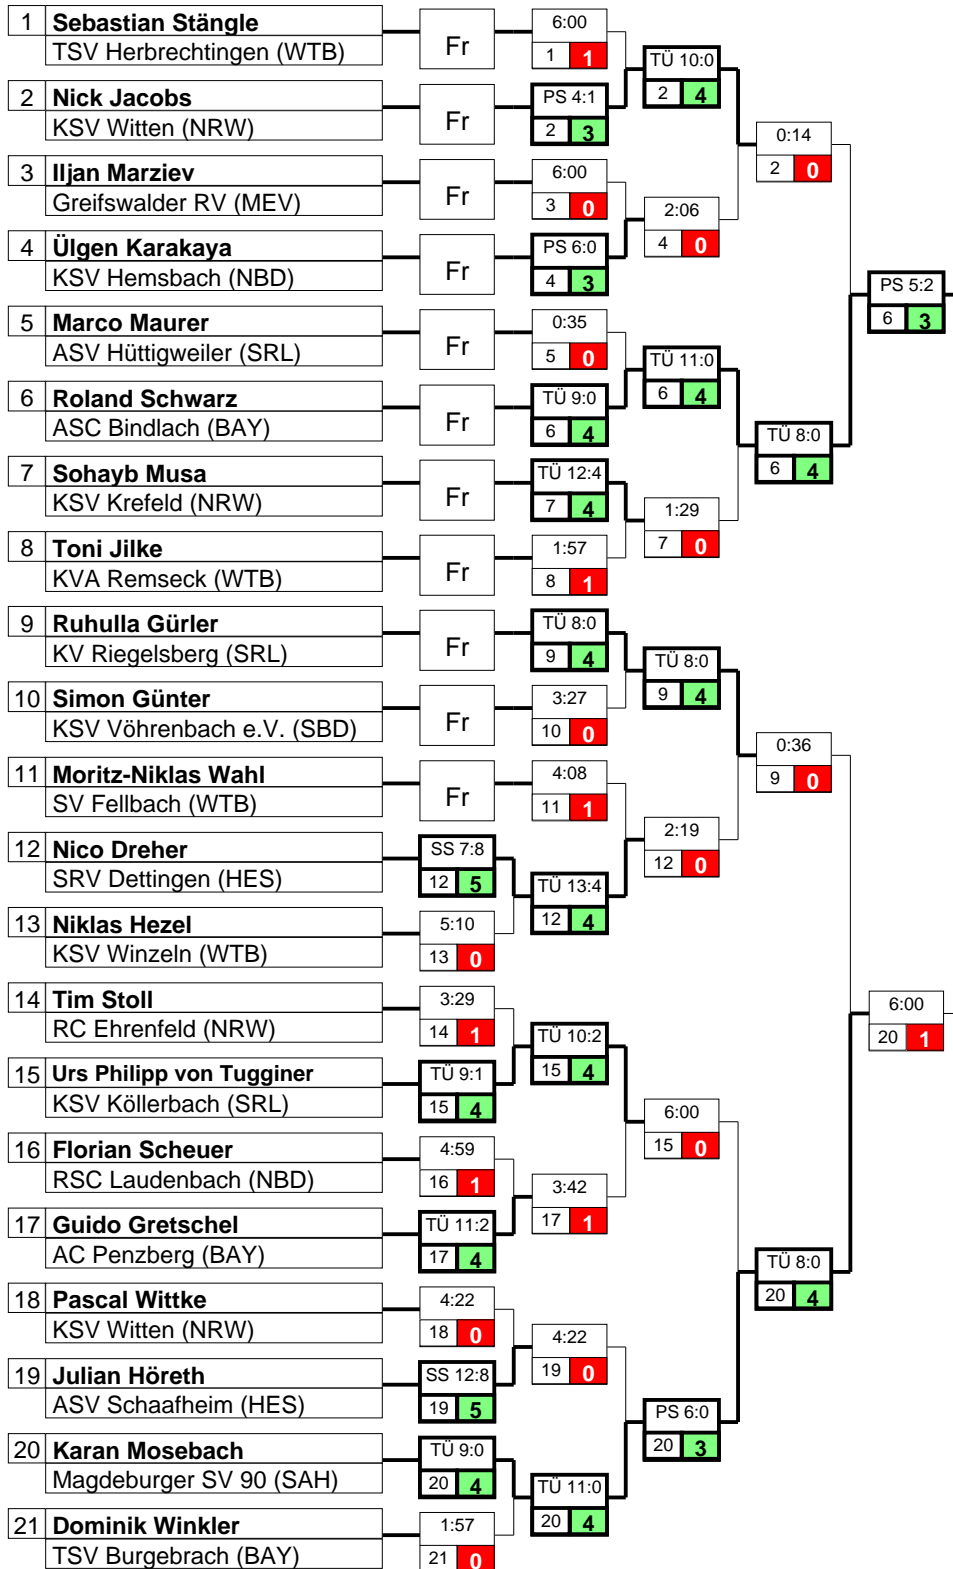 1 Sebastian Stängle
TSV Herbrechtingen (WTB)
Fr
6:00
1 1
TÜ 10:0
2 4
2 Nick Jacobs
KSV Witten (NRW)
Fr
PS 4:1
2 3
0:14
2 0
3 Iljan Marziev
Greifswalder RV (MEV)
Fr
6:00
3 0
2:06
4 0
4 Ülgen Karakaya
KSV Hemsbach (NBD)
Fr
PS 6:0
4 3
PS 5:2
6 3
5 Marco Maurer
ASV Hüttigweiler (SRL)
Fr
0:35
5 0
TÜ 11:0
6 4
6 Roland Schwarz
ASC Bindlach (BAY)
Fr
TÜ 9:0
6 4
TÜ 8:0
6 4
7 Sohayb Musa
KSV Krefeld (NRW)
Fr
TÜ 12:4
7 4
1:29
7 0
8 Toni Jilke
KVA Remseck (WTB)
Fr
1:57
8 1
9 Ruhulla Gürler
KV Riegelsberg (SRL)
Fr
TÜ 8:0
9 4
TÜ 8:0
9 4
10 Simon Günter
KSV Vöhrenbach e.V. (SBD)
Fr
3:27
10 0
0:36
9 0
11 Moritz-Niklas Wahl
SV Fellbach (WTB)
Fr
4:08
11 1
2:19
12 0
12 Nico Dreher
SRV Dettingen (HES)
SS 7:8
12 5
TÜ 13:4
12 4
13 Niklas Hezel
KSV Winzeln (WTB)
5:10
13 0
14 Tim Stoll
RC Ehrenfeld (NRW)
3:29
14 1
TÜ 10:2
15 4
6:00
20 1
15 Urs Philipp von Tugginer
KSV Köllerbach (SRL)
TÜ 9:1
15 4
6:00
15 0
16 Florian Scheuer
RSC Laudenbach (NBD)
4:59
16 1
3:42
17 1
17 Guido Gretschel
AC Penzberg (BAY)
TÜ 11:2
17 4
TÜ 8:0
20 4
18 Pascal Wittke
KSV Witten (NRW)
4:22
18 0
4:22
19 0
19 Julian Höreth
ASV Schaafheim (HES)
SS 12:8
19 5
PS 6:0
20 3
20 Karan Mosebach
Magdeburger SV 90 (SAH)
TÜ 9:0
20 4
TÜ 11:0
20 4
21 Dominik Winkler
TSV Burgebrach (BAY)
1:57
21 0